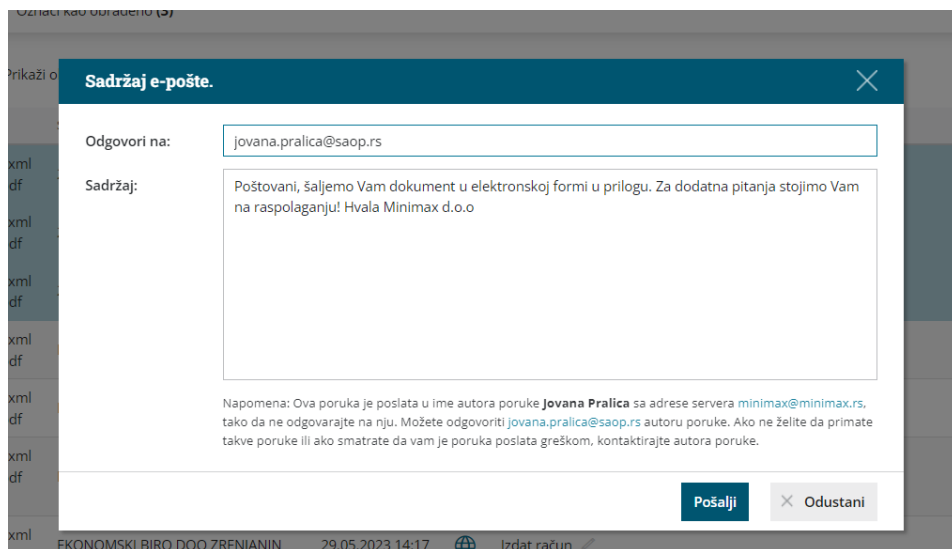 Označi kao obrađeno (3)
Prikaži o
Sadržaj e-pošte.
Odgovori na:
jovana.pralica@saop.rs
Sadržaj:
Poštovani, šaljemo Vam dokument u elektronskoj formi u prilogu. Za dodatna pitanja stojimo Vam
na raspolaganju! Hvala Minimax d.o.o
xml
df
xml
df
xml
df
xml
df
xml
df
xml
df
Napomena: Ova poruka je poslata u ime autora poruke Jovana Pralica sa adrese servera minimax@minimax.rs,
tako da ne odgovarajte na nju. Možete odgovoriti jovana.pralica@saop.rs autoru poruke. Ako ne želite da primate
takve poruke ili ako smatrate da vam je poruka poslata greškom, kontaktirajte autora poruke.
Pošalji
Odustani
xml EKONOMSKI BIRO DOO ZRENJANIN 29.05.2023 14:17 Izdat račun